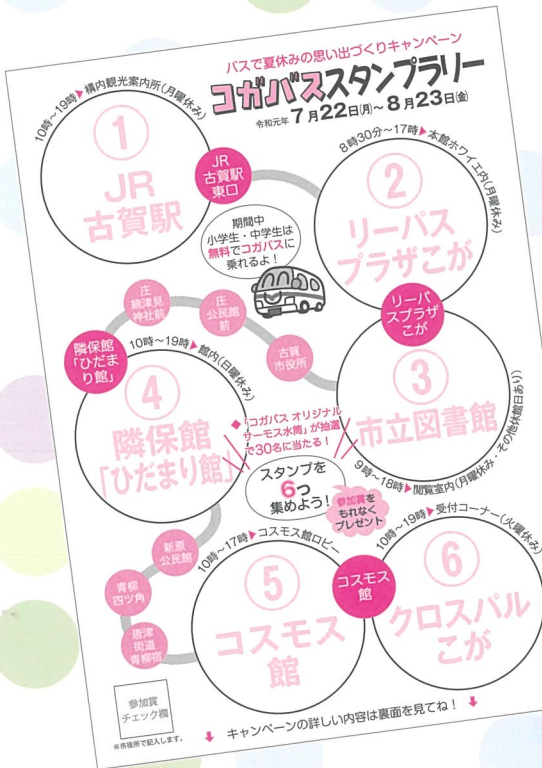 バスで夏休みの思い出づくりキャンペーン
コガバススタンプラリー
令和元年 7月22日(月)〜8月23日(金)
10時〜19時▶構内観光案内所(月曜休み)
①
JR
古賀駅
JR
古賀駅
東口
8時30分〜17時▶本館ホワイエ内(月曜休み)
②
リーパス
プラザこが
期間中
小学生・中学生は
無料でコガバスに
乗れるよ!
リーパ
スプラザ
こが
庄
綿津見
神社前
庄
公民館
前
古賀
市役所
隣保館
「ひだま
り館」
10時〜19時▶館内(日曜休み)
④
隣保館
「ひだまり館」
③
市立図書館
9時〜18時▶閲覧室内(月曜休み・その他休館日あり)
◆「コガバス オリジナル
サーモス水筒」が抽選
で30名に当たる!
スタンプを
6つ
集めよう!
参加賞を
もれなく
プレゼント
新原
公民館
青柳
四ツ角
唐津
街道
青柳宿
10時〜17時▶コスモス館ロビー
⑤
コスモス
館
コスモス
館
10時〜19時▶受付コーナー(火曜休み)
⑥
クロスパル
こが
参加賞
チェック欄
※市役所で記入します。
⬇ キャンペーンの詳しい内容は裏面を見てね! ⬇